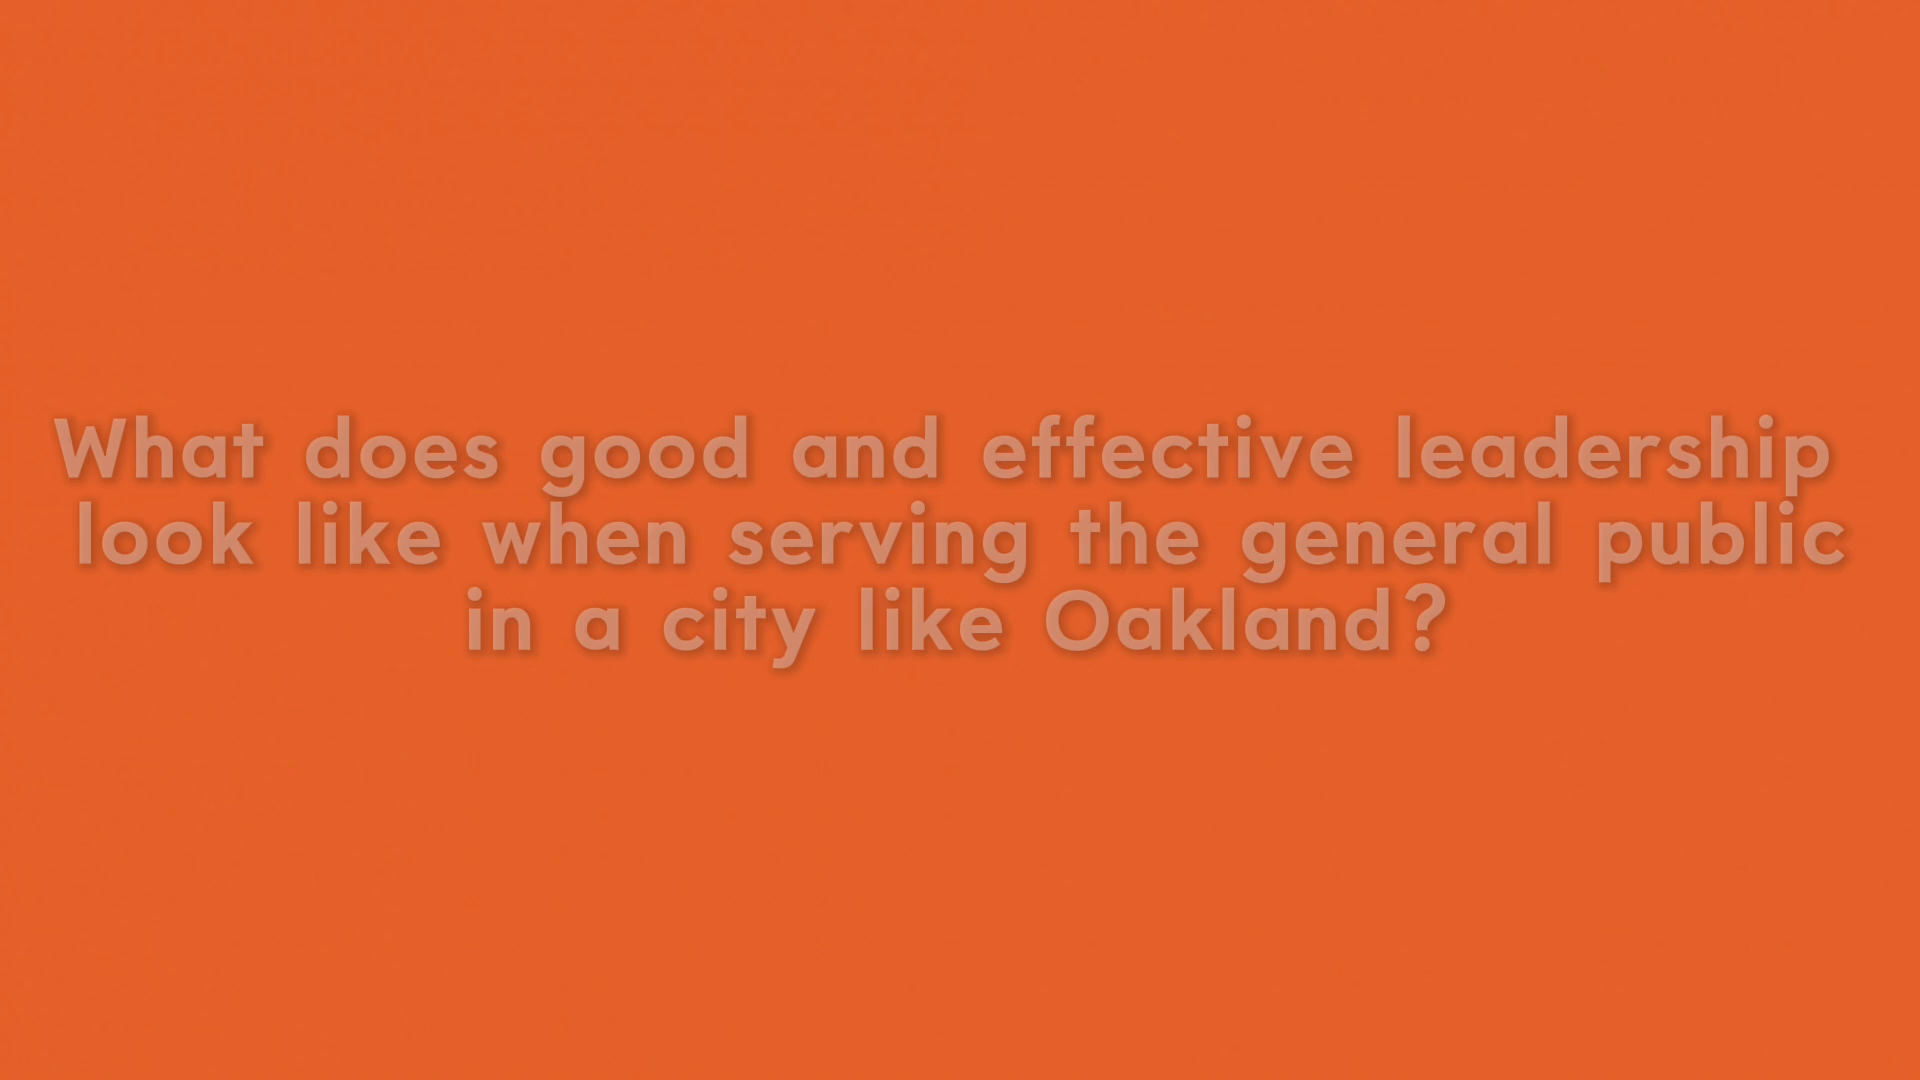 What does good and effective leadership
look like when serving the general public
in a city like Oakland?